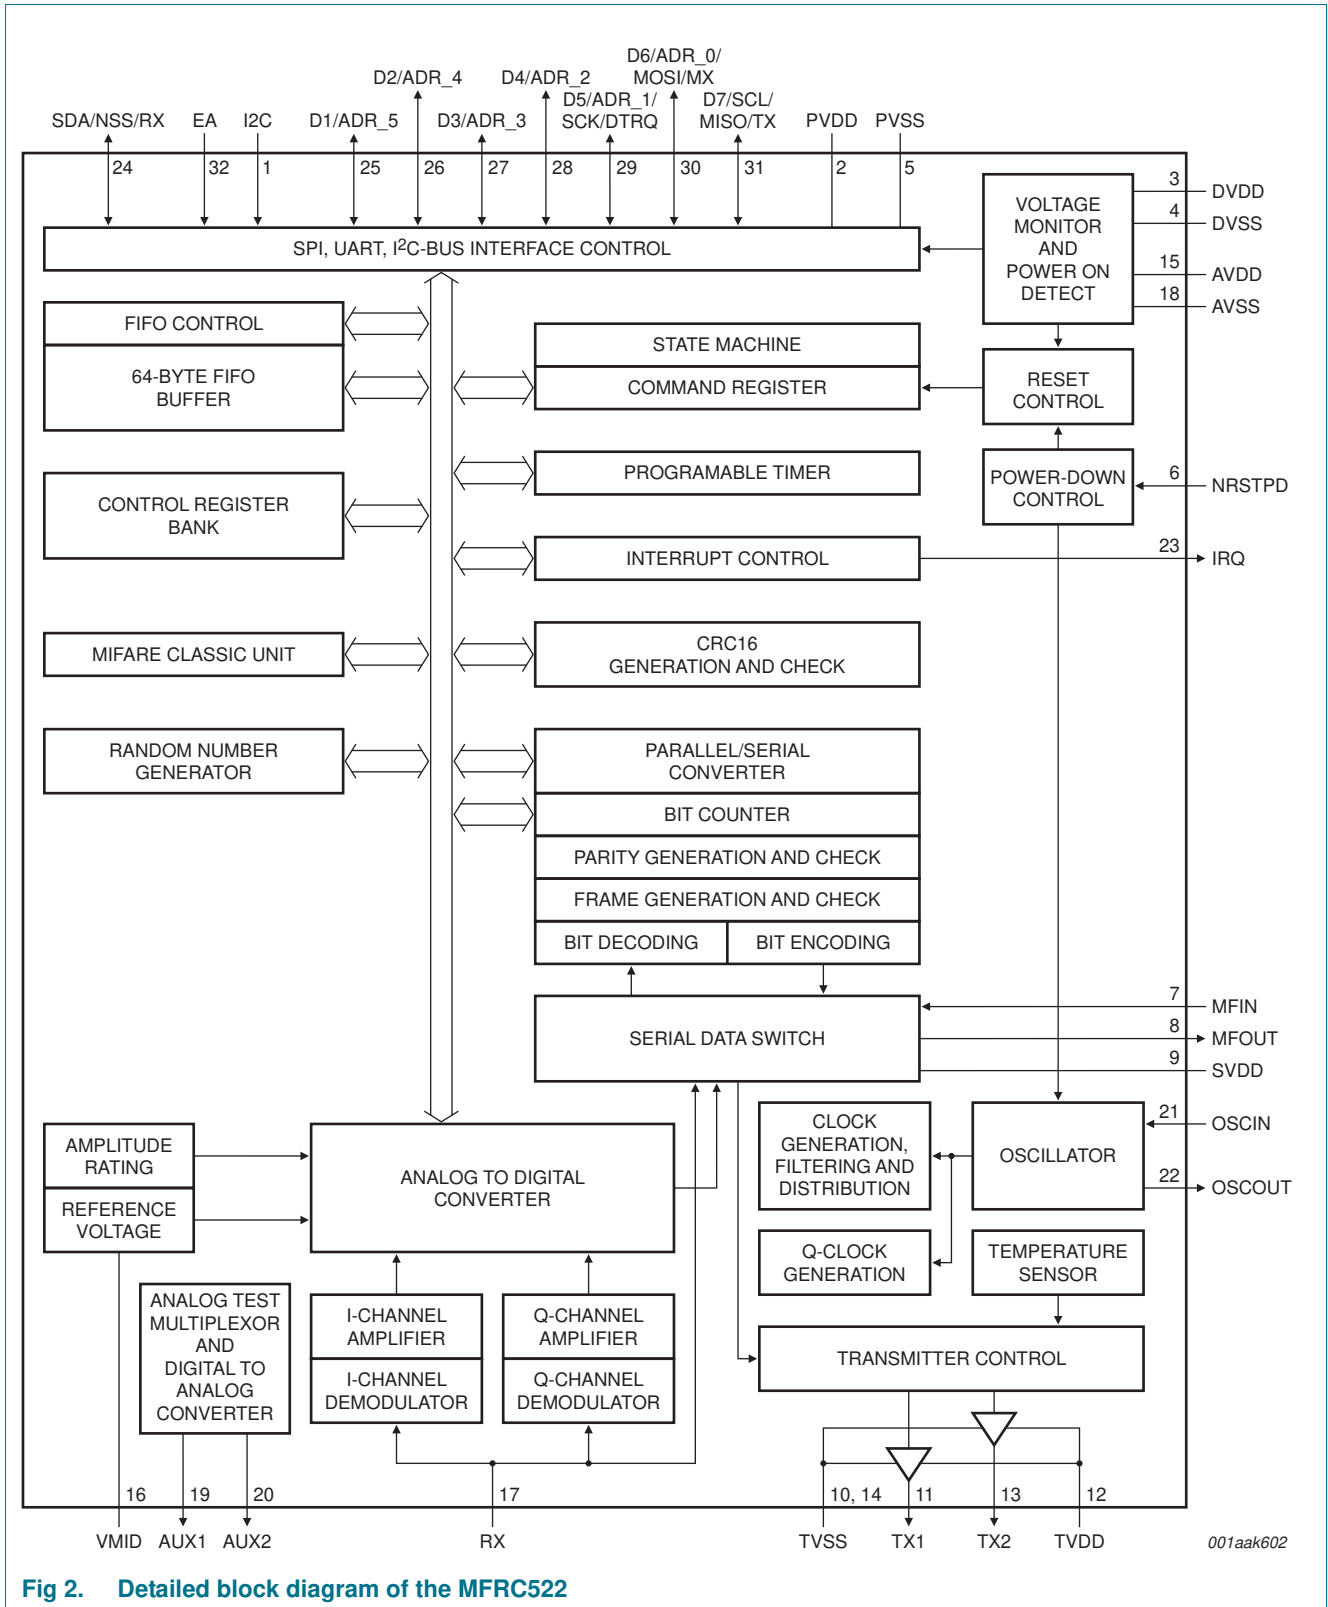 D6/ADR_0/
MOSI/MX
D2/ADR_4
D4/ADR_2
D5/ADR_1/
SCK/DTRQ
D7/SCL/
MISO/TX
SDA/NSS/RX
EA
I2C
D1/ADR_5
D3/ADR_3
PVDD
PVSS
24
32
1
25
26
27
28
29
30
31
2
5
3
DVDD
4
DVSS
15
AVDD
18
AVSS
VOLTAGE
MONITOR
AND
POWER ON
DETECT
SPI, UART, I2C-BUS INTERFACE CONTROL
FIFO CONTROL
64-BYTE FIFO
BUFFER
STATE MACHINE
COMMAND REGISTER
RESET
CONTROL
CONTROL REGISTER
BANK
PROGRAMABLE TIMER
POWER-DOWN
CONTROL
6
NRSTPD
INTERRUPT CONTROL
23
IRQ
MIFARE CLASSIC UNIT
CRC16
GENERATION AND CHECK
RANDOM NUMBER
GENERATOR
PARALLEL/SERIAL
CONVERTER
BIT COUNTER
PARITY GENERATION AND CHECK
FRAME GENERATION AND CHECK
BIT DECODING
BIT ENCODING
SERIAL DATA SWITCH
7
MFIN
8
MFOUT
9
SVDD
AMPLITUDE
RATING
REFERENCE
VOLTAGE
ANALOG TO DIGITAL
CONVERTER
CLOCK
GENERATION,
FILTERING AND
DISTRIBUTION
OSCILLATOR
21
OSCIN
22
OSCOUT
Q-CLOCK
GENERATION
TEMPERATURE
SENSOR
ANALOG TEST
MULTIPLEXOR
AND
DIGITAL TO
ANALOG
CONVERTER
I-CHANNEL
AMPLIFIER
I-CHANNEL
DEMODULATOR
Q-CHANNEL
AMPLIFIER
Q-CHANNEL
DEMODULATOR
TRANSMITTER CONTROL
16
19
20
17
10, 14
11
13
12
VMID
AUX1
AUX2
RX
TVSS
TX1
TX2
TVDD
001aak602
Fig 2. Detailed block diagram of the MFRC522